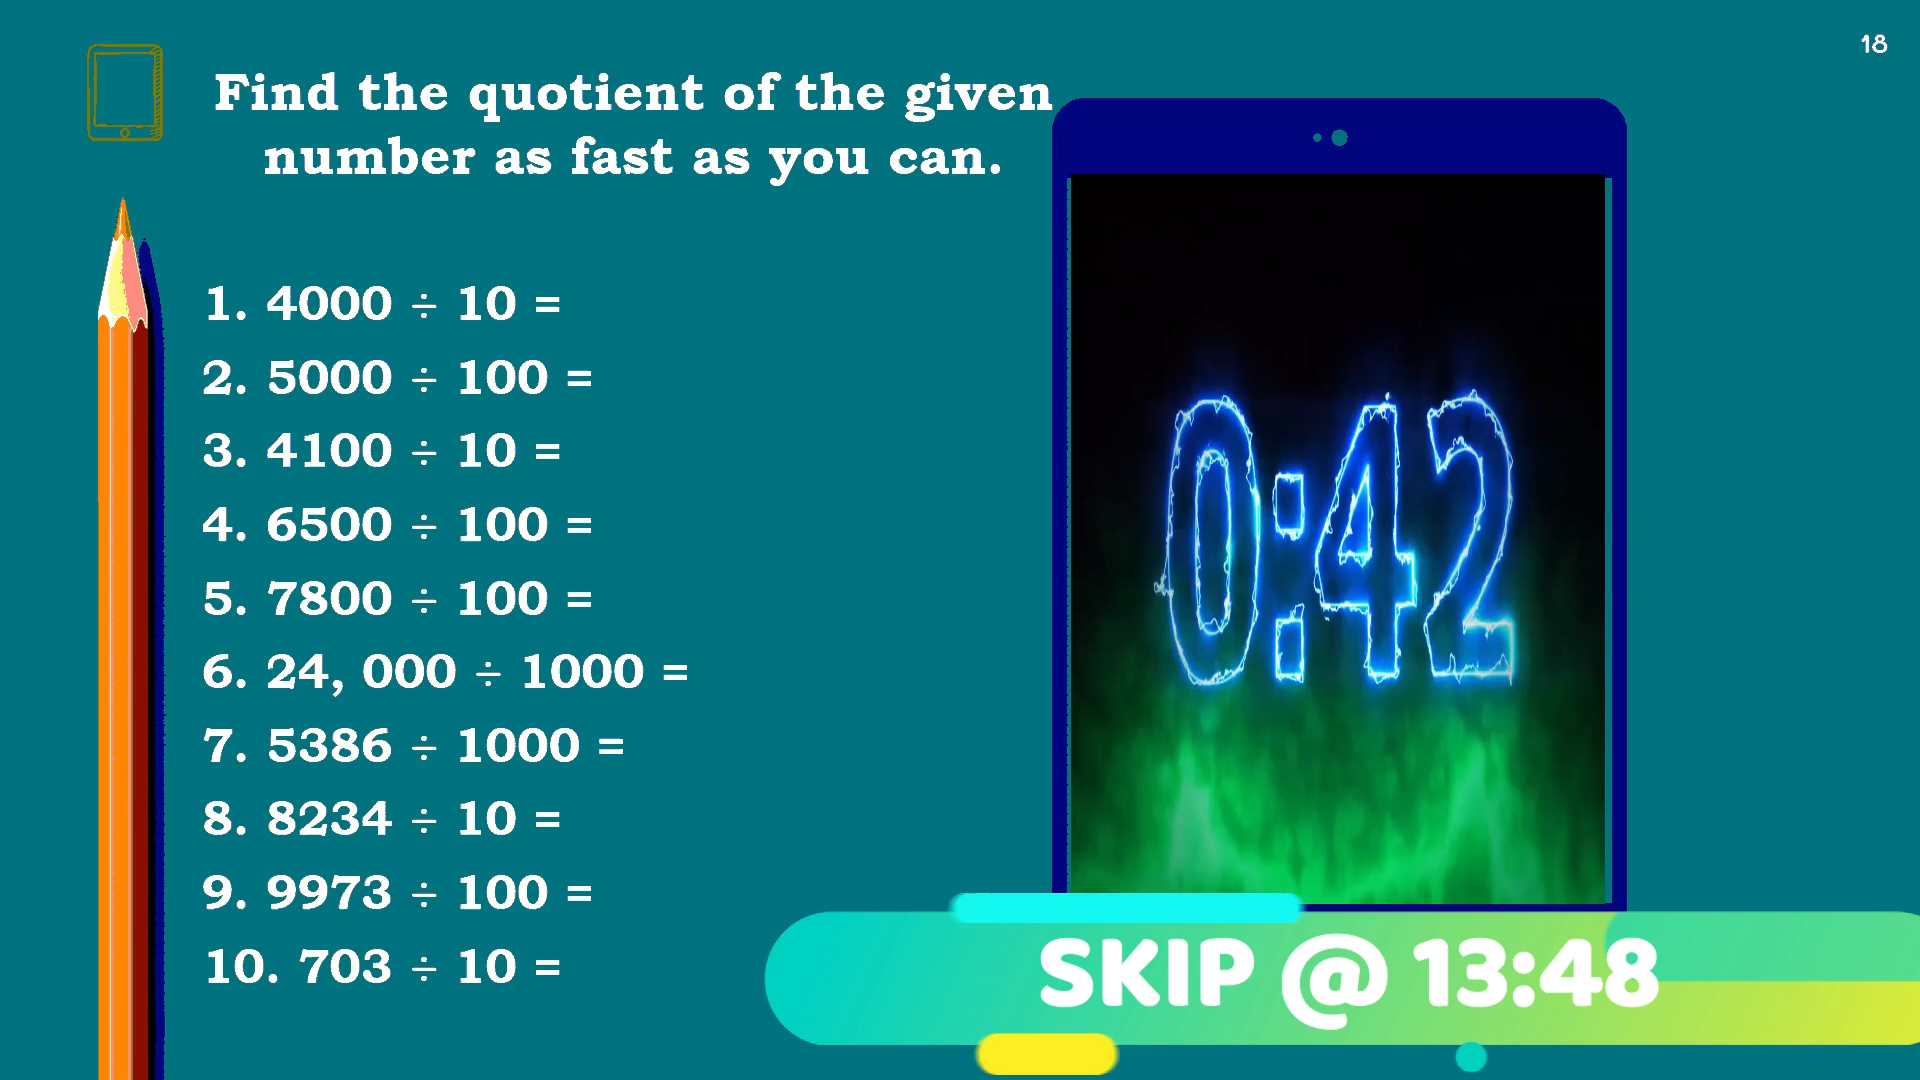 18
Find the quotient of the given
number as fast as you can.
1. 4000 ÷ 10 =
2. 5000 ÷ 100 =
3. 4100 ÷ 10 =
4. 6500 ÷ 100 =
5. 7800 ÷ 100 =
6. 24, 000 ÷ 1000 =
7. 5386 ÷ 1000 =
8. 8234 ÷ 10 =
9. 9973 ÷ 100 =
10. 703 ÷ 10 =
0:42
SKIP @ 13:48